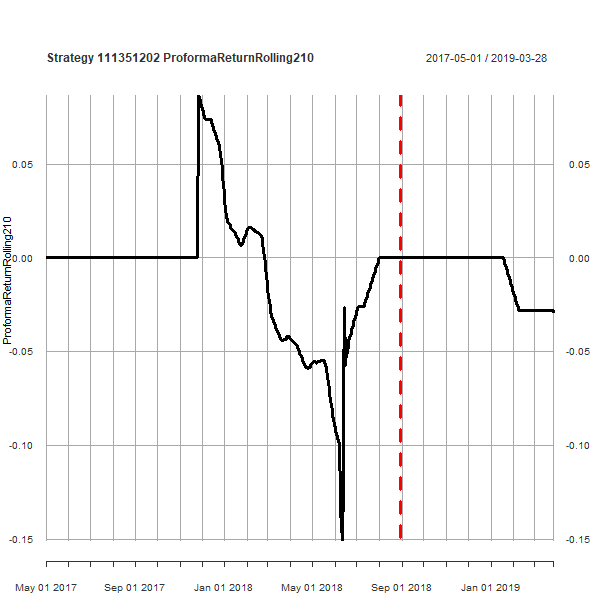 Strategy 111351202 ProformaReturnRolling210
2017-05-01 / 2019-03-28
ProformaReturnRolling210
0.05
0.00
-0.05
-0.10
-0.15
0.05
0.00
-0.05
-0.10
-0.15
May 01 2017
Sep 01 2017
Jan 01 2018
May 01 2018
Sep 01 2018
Jan 01 2019